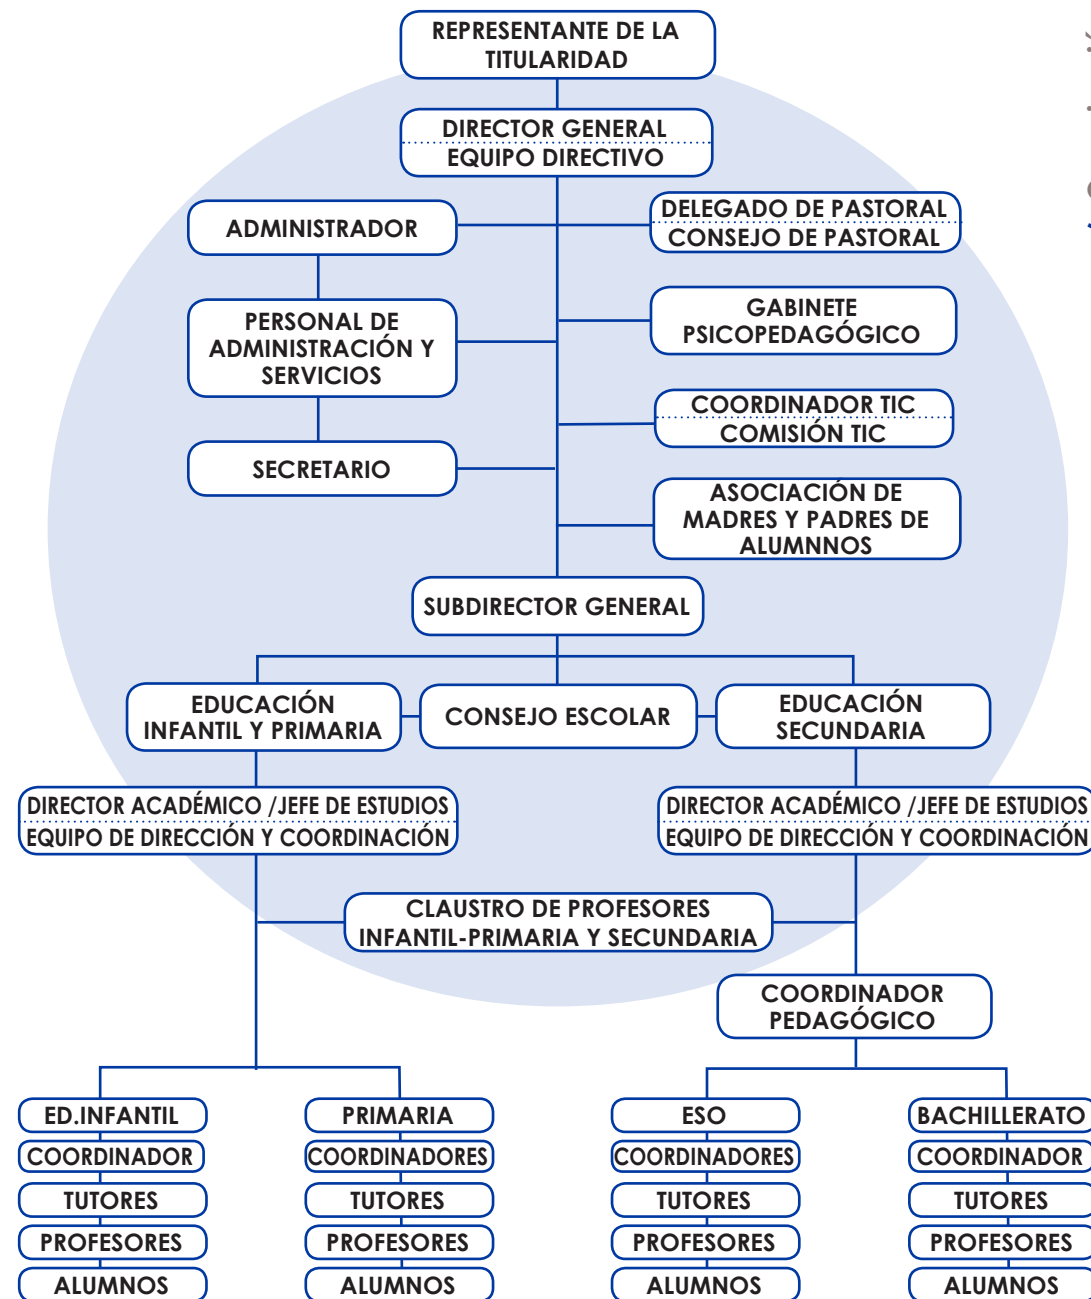 REPRESENTANTE DE LA
TITULARIDAD
DIRECTOR GENERAL
EQUIPO DIRECTIVO
ADMINISTRADOR
DELEGADO DE PASTORAL
CONSEJO DE PASTORAL
PERSONAL DE
ADMINISTRACIÓN Y
SERVICIOS
GABINETE
PSICOPEDAGÓGICO
COORDINADOR TIC
COMISIÓN TIC
SECRETARIO
ASOCIACIÓN DE
MADRES Y PADRES DE
ALUMNNOS
SUBDIRECTOR GENERAL
EDUCACIÓN
INFANTIL Y PRIMARIA
CONSEJO ESCOLAR
EDUCACIÓN
SECUNDARIA
DIRECTOR ACADÉMICO /JEFE DE ESTUDIOS
EQUIPO DE DIRECCIÓN Y COORDINACIÓN
DIRECTOR ACADÉMICO /JEFE DE ESTUDIOS
EQUIPO DE DIRECCIÓN Y COORDINACIÓN
CLAUSTRO DE PROFESORES
INFANTIL-PRIMARIA Y SECUNDARIA
COORDINADOR
PEDAGÓGICO
ED.INFANTIL
COORDINADOR
TUTORES
PROFESORES
ALUMNOS
PRIMARIA
COORDINADORES
TUTORES
PROFESORES
ALUMNOS
ESO
COORDINADORES
TUTORES
PROFESORES
ALUMNOS
BACHILLERATO
COORDINADOR
TUTORES
PROFESORES
ALUMNOS